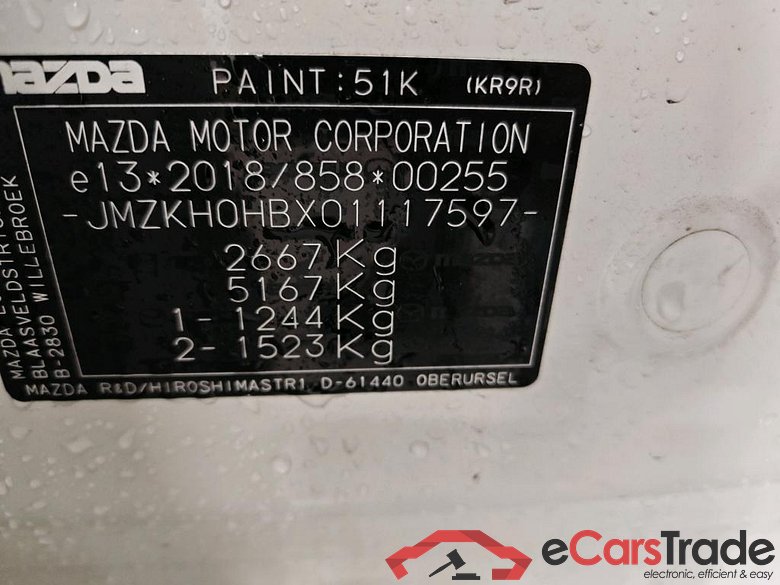 mazda PAINT:51K (KR9R)
MAZDA MOTOR CORPORATION
e13*2018/858*00255
-JMZKH0HBX01117597-
2667Kg
5167Kg
1-1244Kg
2-1523Kg
MAZDA R&D/HIROSHIMASTR1 D-61440 OBERURSEL
MAZDA
BLAASVELDSTR
B-2830 WILLEBROEK
eCarsTrade
electronic, efficient & easy